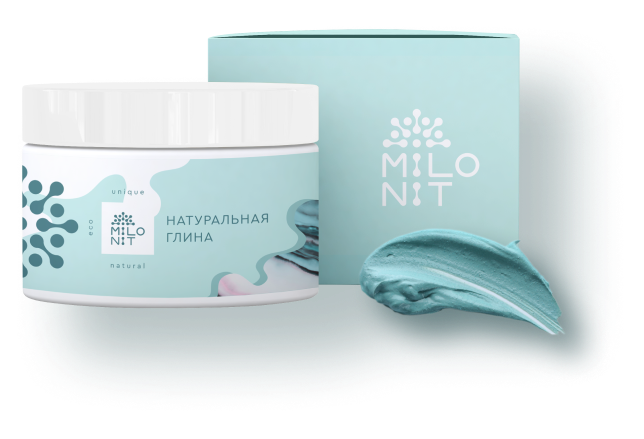 MILO
NIT
unique
eco
MILO
NIT
natural
НАТУРАЛЬНАЯ
ГЛИНА